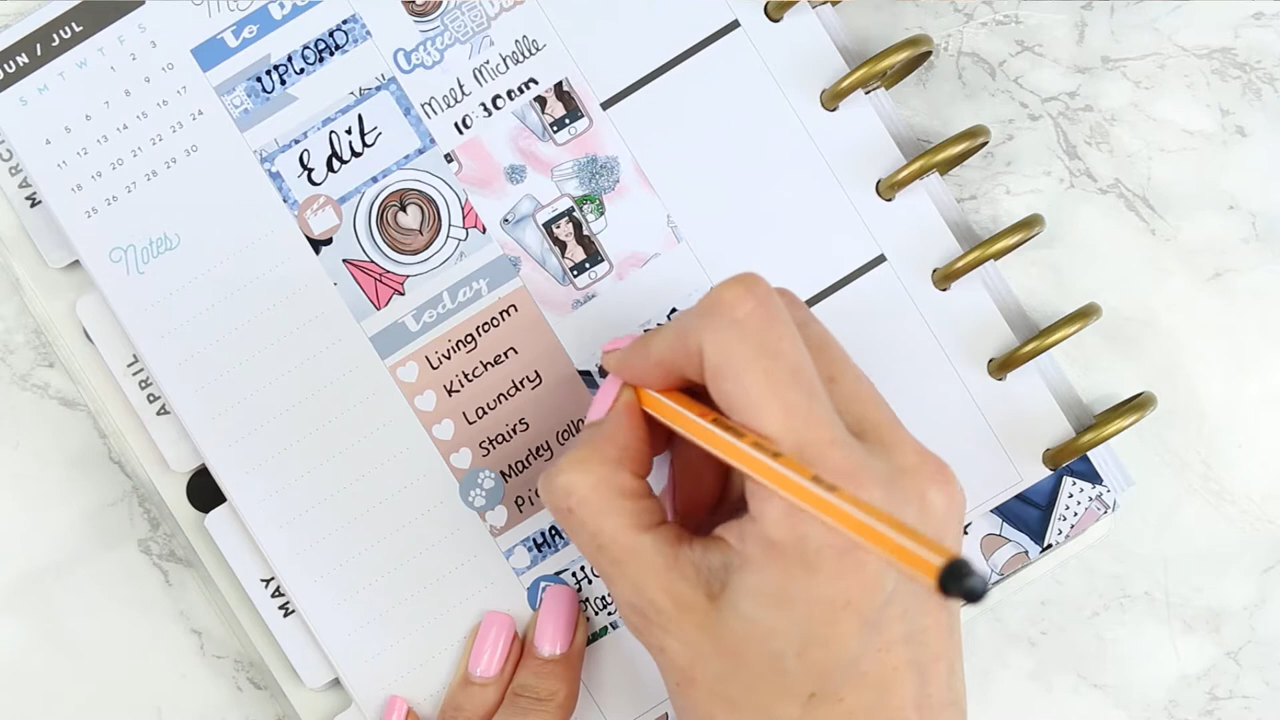 JUN / JUL
S M T W T F S
1 2 3
4 5 6 7 8 9 10
11 12 13 14 15 16 17
18 19 20 21 22 23 24
25 26 27 28 29 30
Notes
MARCH
APRIL
MAY
To Do
UPLOAD
Edit
Today
Livingroom
Kitchen
Laundry
Stairs
Marley
Coffee
Meet Michelle
10:30am